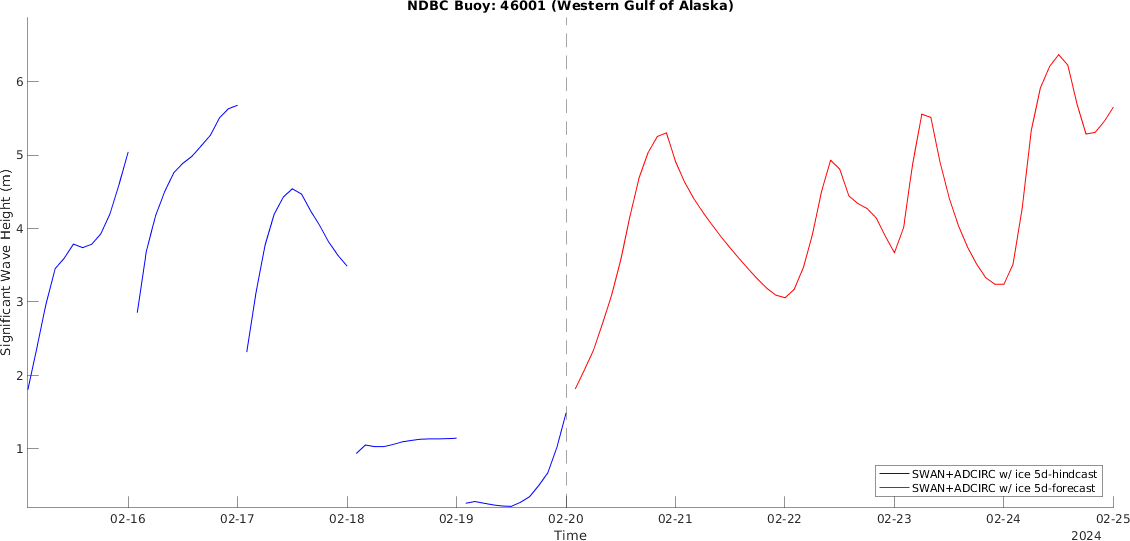 NDBC Buoy: 46001 (Western Gulf of Alaska)
Significant Wave Height (m)
6
5
4
3
2
1
SWAN+ADCIRC w/ ice 5d-hindcast
SWAN+ADCIRC w/ ice 5d-forecast
02-16 02-17 02-18 02-19 02-20 02-21 02-22 02-23 02-24 02-25
Time
2024